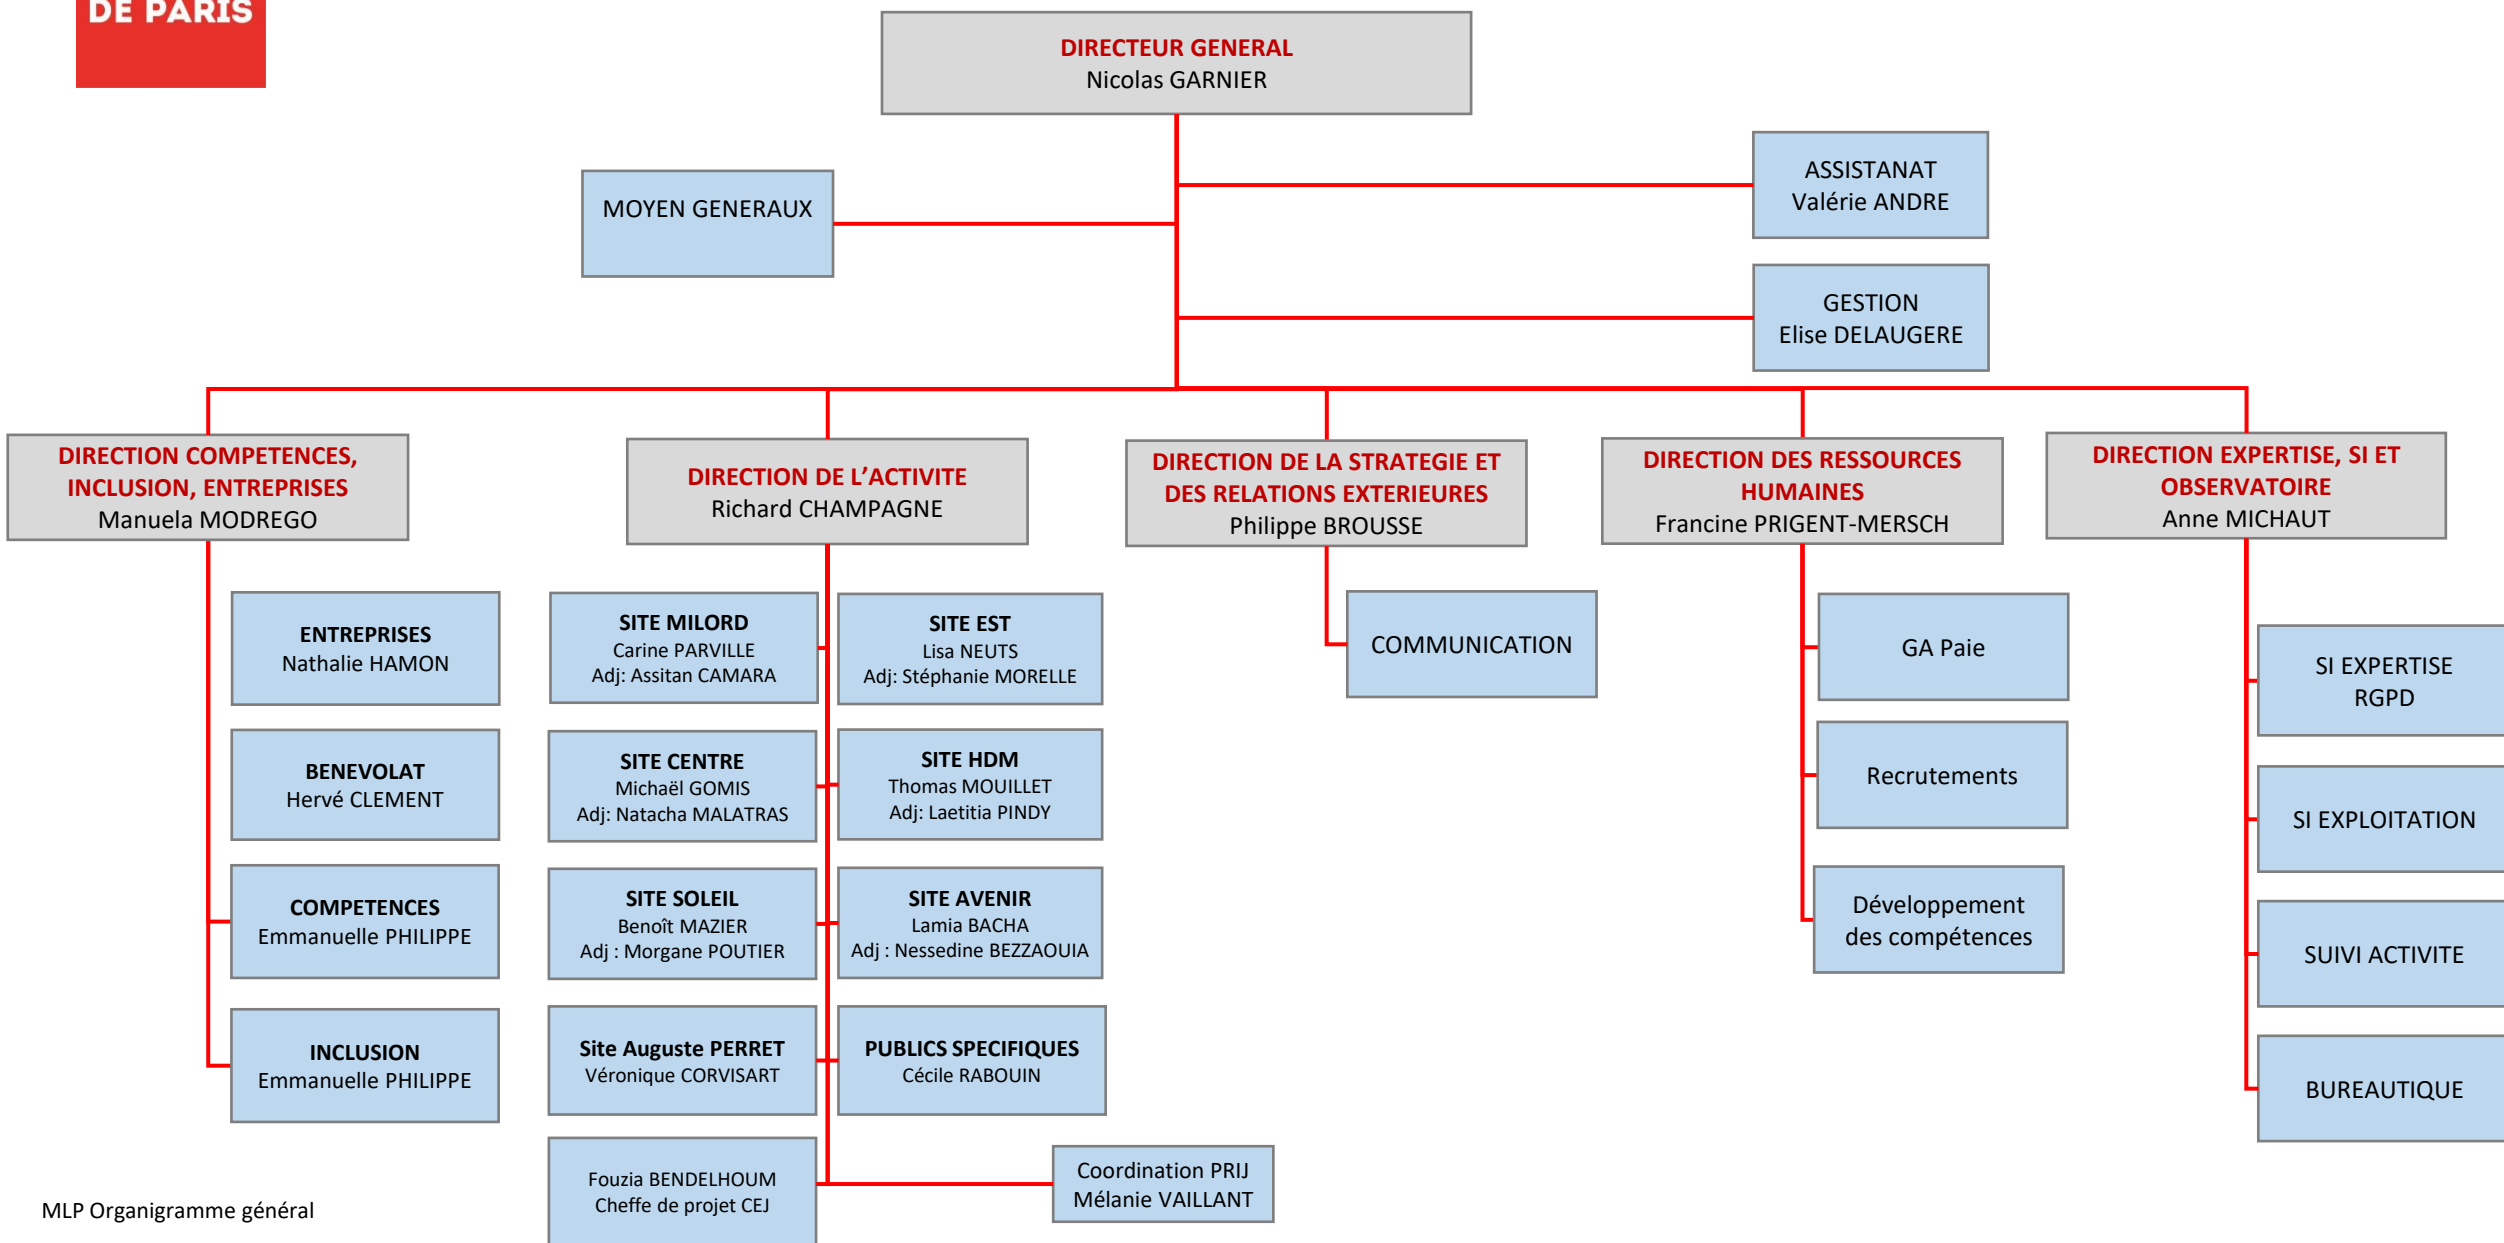 DE PARIS
DIRECTEUR GENERAL
Nicolas GARNIER
MOYEN GENERAUX
ASSISTANAT
Valérie ANDRE
GESTION
Elise DELAUGERE
DIRECTION COMPETENCES,
INCLUSION, ENTREPRISES
Manuela MODREGO
DIRECTION DE L’ACTIVITE
Richard CHAMPAGNE
DIRECTION DE LA STRATEGIE ET
DES RELATIONS EXTERIEURES
Philippe BROUSSE
DIRECTION DES RESSOURCES
HUMAINES
Francine PRIGENT-MERSCH
DIRECTION EXPERTISE, SI ET
OBSERVATOIRE
Anne MICHAUT
ENTREPRISES
Nathalie HAMON
BENEVOLAT
Hervé CLEMENT
COMPETENCES
Emmanuelle PHILIPPE
INCLUSION
Emmanuelle PHILIPPE
SITE MILORD
Carine PARVILLE
Adj: Assitan CAMARA
SITE EST
Lisa NEUTS
Adj: Stéphanie MORELLE
SITE CENTRE
Michaël GOMIS
Adj: Natacha MALATRAS
SITE HDM
Thomas MOUILLET
Adj: Laetitia PINDY
SITE SOLEIL
Benoît MAZIER
Adj : Morgane POUTIER
SITE AVENIR
Lamia BACHA
Adj : Nessedine BEZZAOUIA
Site Auguste PERRET
Véronique CORVISART
PUBLICS SPECIFIQUES
Cécile RABOUIN
Fouzia BENDELHOUM
Cheffe de projet CEJ
Coordination PRIJ
Mélanie VAILLANT
COMMUNICATION
GA Paie
Recrutements
Développement
des compétences
SI EXPERTISE
RGPD
SI EXPLOITATION
SUIVI ACTIVITE
BUREAUTIQUE
MLP Organigramme général